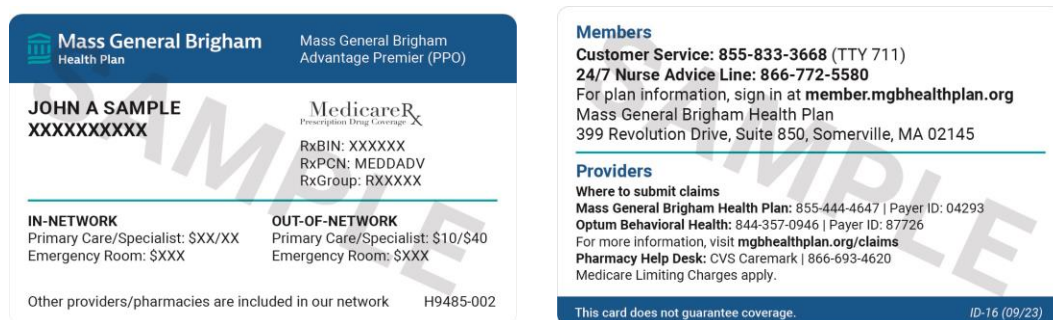 Mass General Brigham
Health Plan
Mass General Brigham
Advantage Premier (PPO)
JOHN A SAMPLE
XXXXXXXXXX
MedicareRx
Prescription Drug Coverage
RxBIN: XXXXXX
RxPCN: MEDDADV
RxGroup: RXXXXX
IN-NETWORK
Primary Care/Specialist: $XX/XX
Emergency Room: $XXX
OUT-OF-NETWORK
Primary Care/Specialist: $10/$40
Emergency Room: $XXX
Other providers/pharmacies are included in our network
H9485-002
SAMPLE
Members
Customer Service: 855-833-3668 (TTY 711)
24/7 Nurse Advice Line: 866-772-5580
For plan information, sign in at member.mgbhealthplan.org
Mass General Brigham Health Plan
399 Revolution Drive, Suite 850, Somerville, MA 02145
Providers
Where to submit claims
Mass General Brigham Health Plan: 855-444-4647 | Payer ID: 04293
Optum Behavioral Health: 844-357-0946 | Payer ID: 87726
For more information, visit mgbhealthplan.org/claims
Pharmacy Help Desk: CVS Caremark | 866-693-4620
Medicare Limiting Charges apply.
This card does not guarantee coverage.
ID-16 (09/23)
SAMPLE